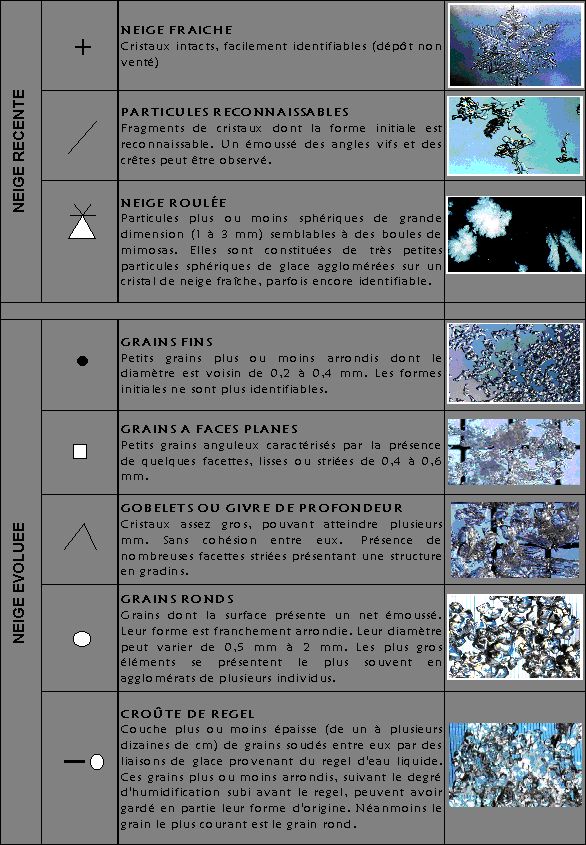 NEIGE RECENTE
NEIGE FRAICHE
Cristaux intacts, facilement identifiables (dépôt non
venté)
PARTICULES RECONNAISSABLES
Fragments de cristaux dont la forme initiale est
reconnaissable. Un émoussé des angles vifs et des
crêtes peut être observé.
NEIGE ROULÉE
Particules plus ou moins sphériques de grande
dimension (1 à 3 mm) semblables à des boules de
mimosas. Elles sont constituées de très petites
particules sphériques de glace agglomérées sur un
cristal de neige fraîche, parfois encore identifiable.
NEIGE EVOLUEE
GRAINS FINS
Petits grains plus ou moins arrondis dont le
diamètre est voisin de 0,2 à 0,4 mm. Les formes
initiales ne sont plus identifiables.
GRAINS A FACES PLANES
Petits grains anguleux caractérisés par la présence
de quelques facettes, lisses ou striées de 0,4 à 0,6
mm.
GOBELETS OU GIVRE DE PROFONDEUR
Cristaux assez gros, pouvant atteindre plusieurs
mm. Sans cohésion entre eux. Présence de
nombreuses facettes striées présentant une structure
en gradins.
GRAINS RONDS
Grains dont la surface présente un net émoussé.
Leur forme est franchement arrondie. Leur diamètre
peut varier de 0,5 mm à 2 mm. Les plus gros
éléments se présentent le plus souvent en
agglomérats de plusieurs individus.
CROÛTE DE REGEL
Couche plus ou moins épaisse (de un à plusieurs
dizaines de cm) de grains soudés entre eux par des
liaisons de glace provenant du regel d'eau liquide.
Ces grains plus ou moins arrondis, suivant le degré
d'humidification subi avant le regel, peuvent avoir
gardé en partie leur forme d'origine. Néanmoins le
grain le plus courant est le grain rond.